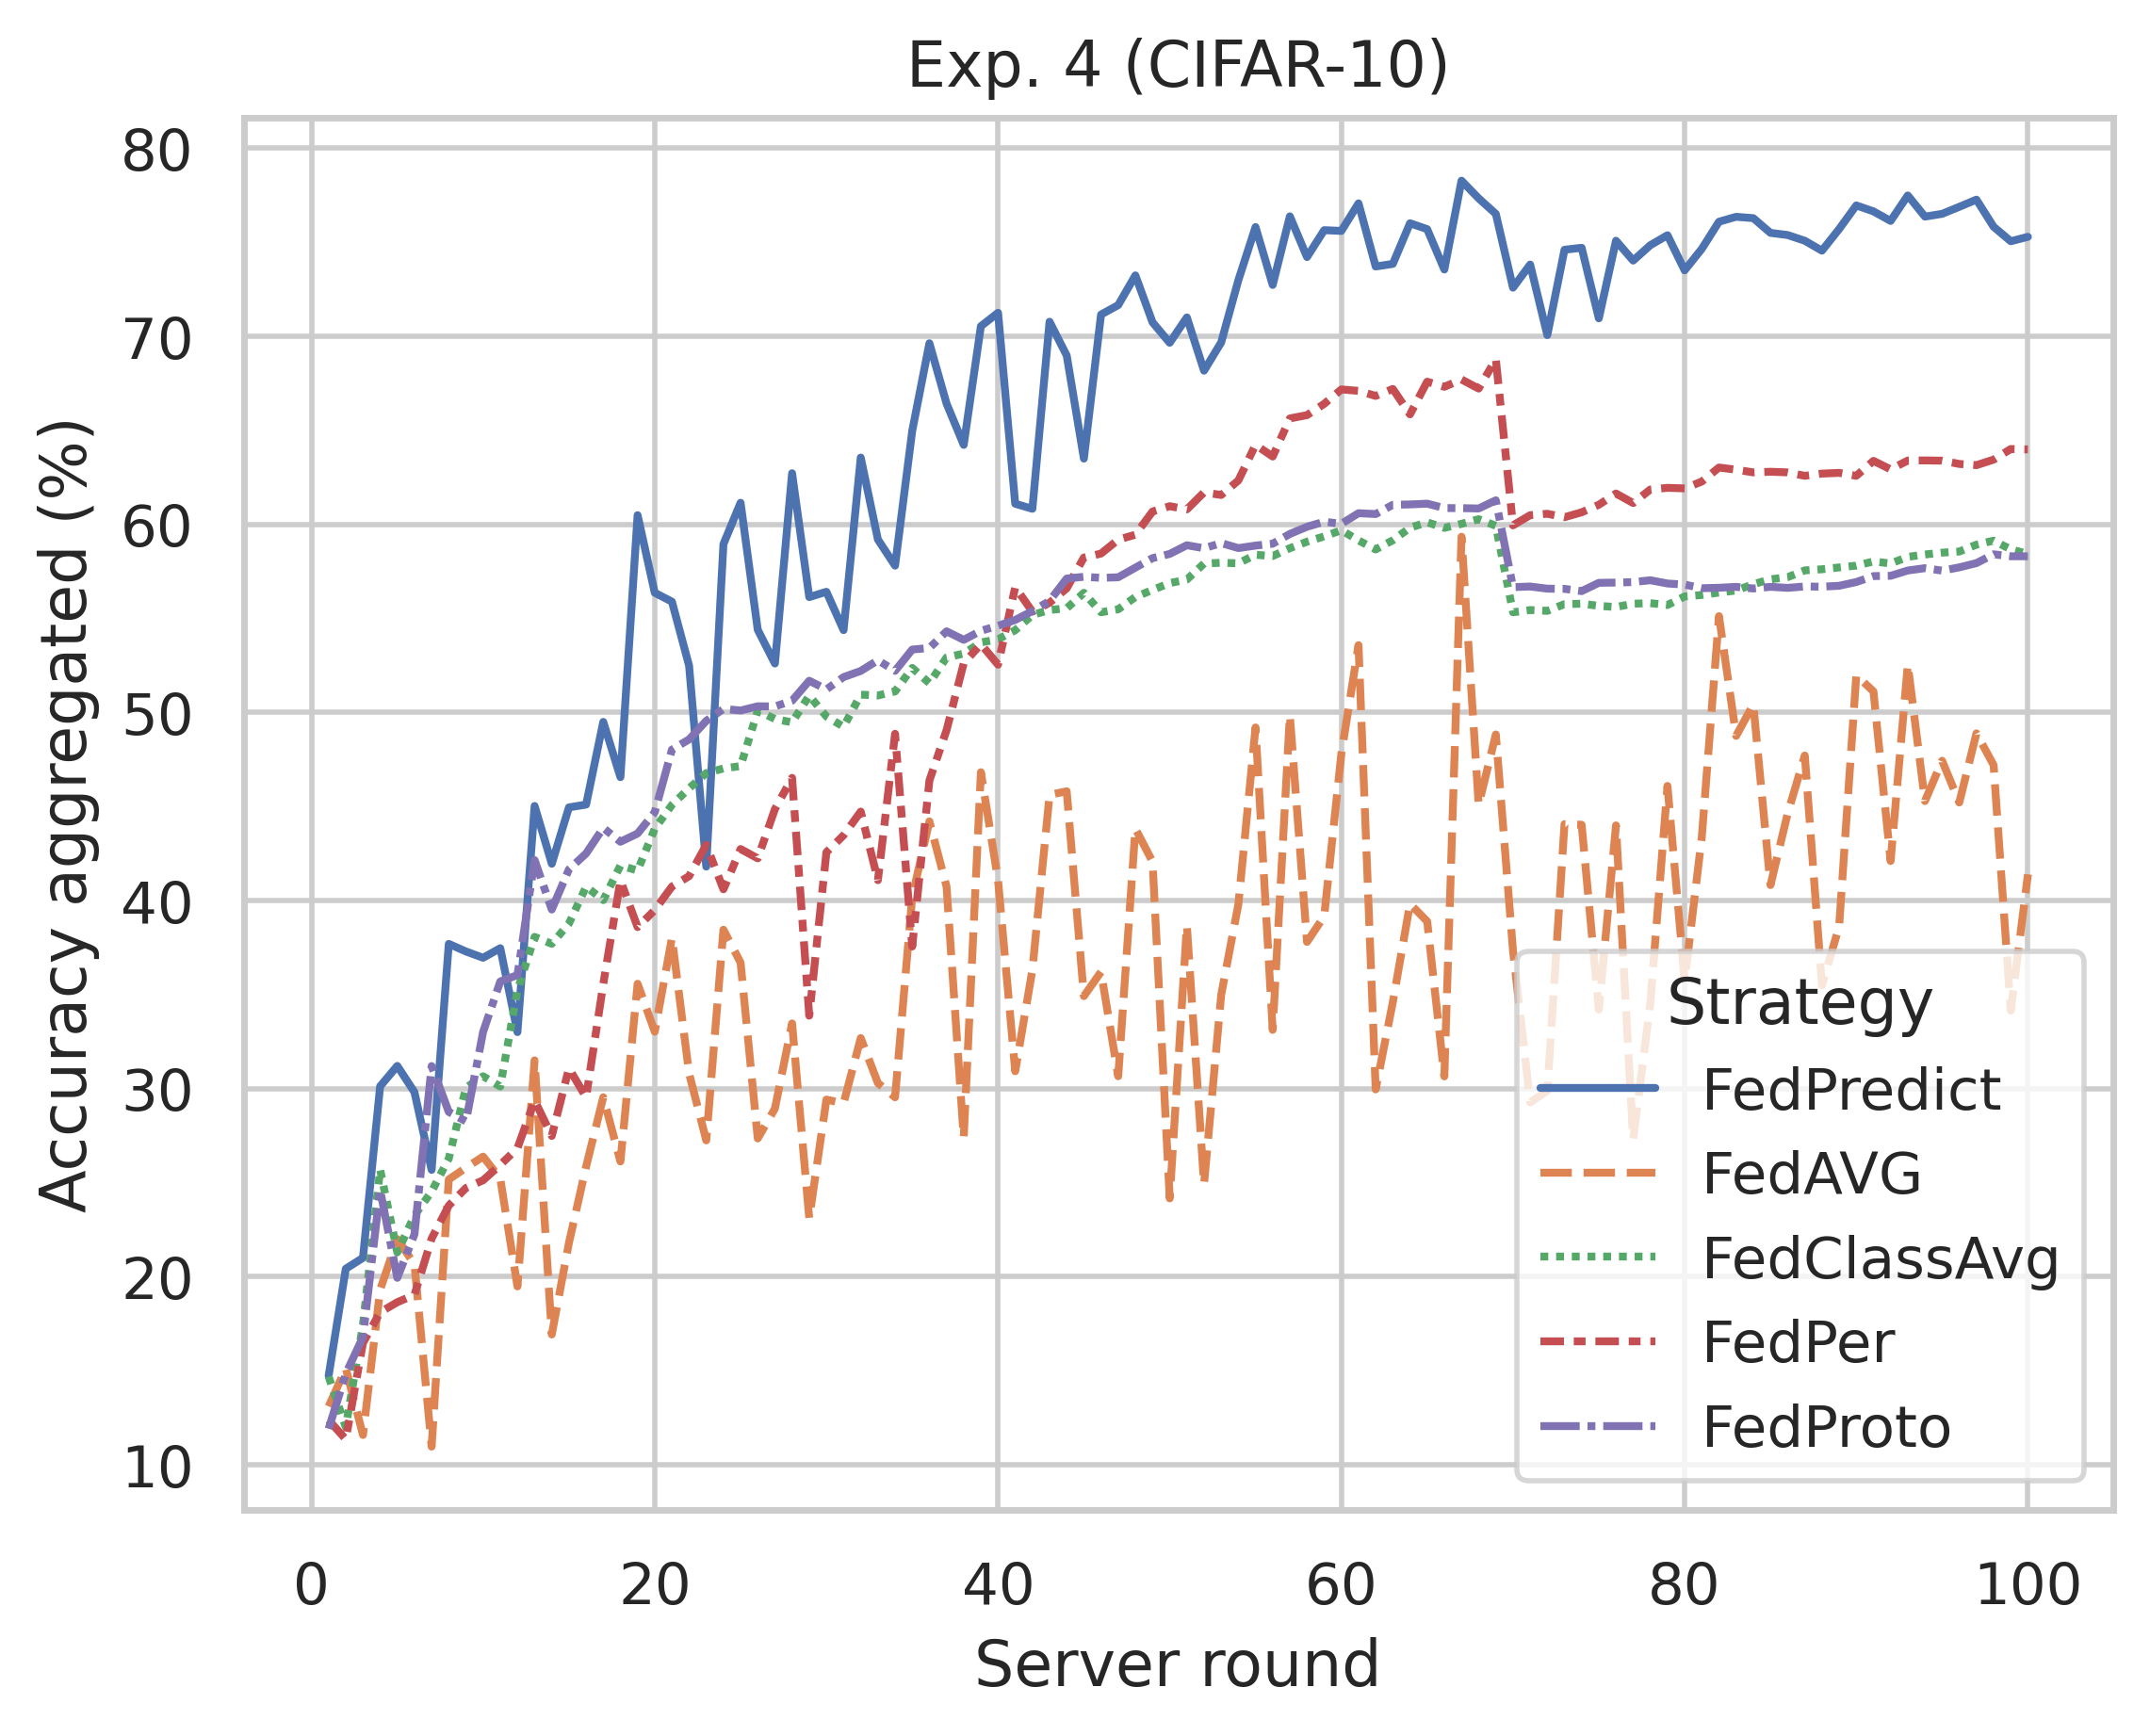 Exp. 4 (CIFAR-10)
Accuracy aggregated (%)
80
70
60
50
40
30
20
10
0 20 40 60 80 100
Server round
Strategy
FedPredict
FedAVG
FedClassAvg
FedPer
FedProto